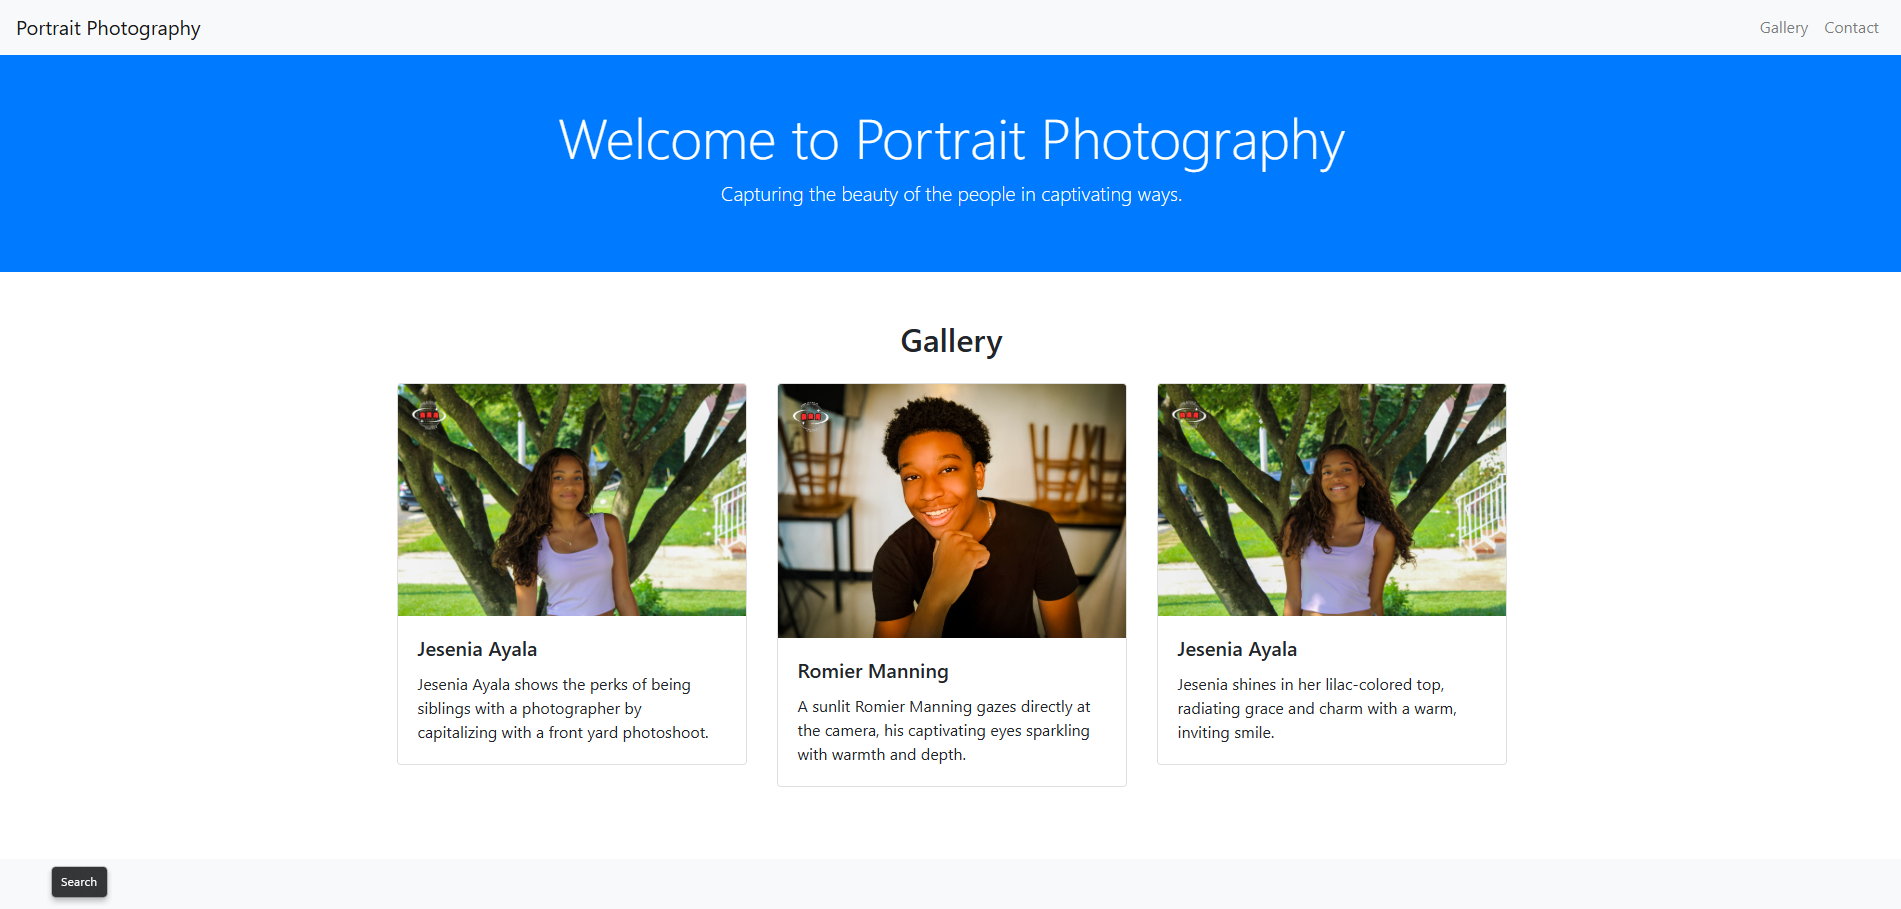 Portrait Photography
Gallery
Contact
Welcome to Portrait Photography
Capturing the beauty of the people in captivating ways.
Gallery
Jesenia Ayala
Jesenia Ayala shows the perks of being
siblings with a photographer by
capitalizing with a front yard photoshoot.
Romier Manning
A sunlit Romier Manning gazes directly at
the camera, his captivating eyes sparkling
with warmth and depth.
Jesenia Ayala
Jesenia shines in her lilac-colored top,
radiating grace and charm with a warm,
inviting smile.
Search